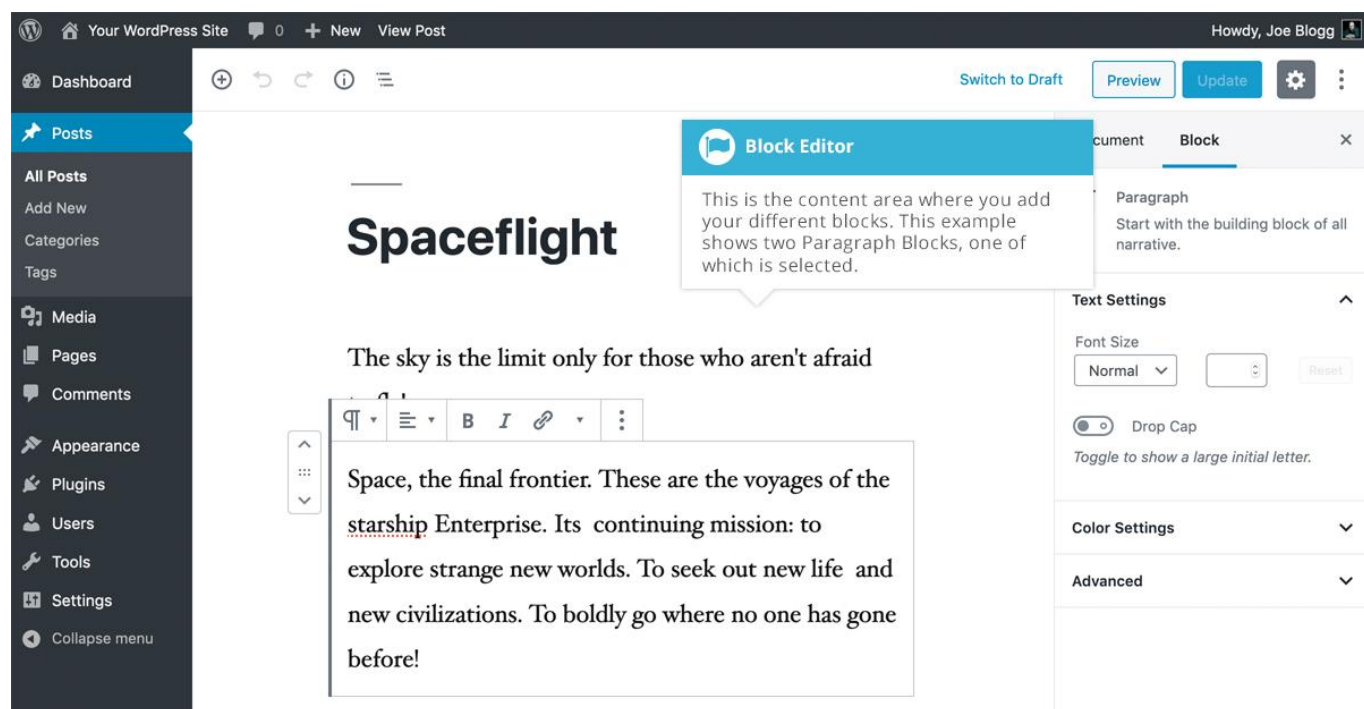 Your WordPress Site 0 + New View Post Howdy, Joe Blogg
Dashboard
Posts
All Posts
Add New
Categories
Tags
Media
Pages
Comments
Appearance
Plugins
Users
Tools
Settings
Collapse menu
Switch to Draft Preview Update
Block Editor
This is the content area where you add
your different blocks. This example
shows two Paragraph Blocks, one of
which is selected.
Spaceflight
The sky is the limit only for those who aren't afraid
B I
Space, the final frontier. These are the voyages of the
starship Enterprise. Its  continuing mission: to
explore strange new worlds. To seek out new life  and
new civilizations. To boldly go where no one has gone
before!
cument Block
Paragraph
Start with the building block of all
narrative.
Text Settings
Font Size
Normal Reset
Drop Cap
Toggle to show a large initial letter.
Color Settings
Advanced